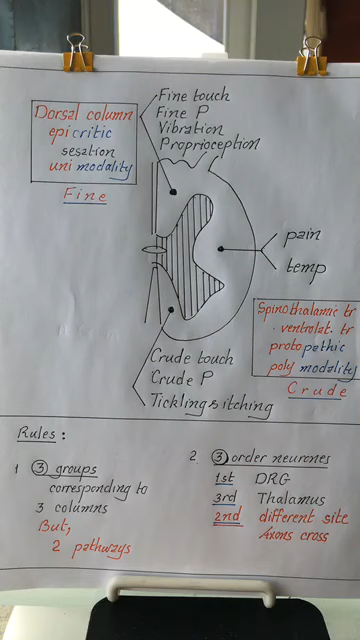 Fine touch
Fine P
Vibration
Proprioception
Dorsal column
epicritic
sesation
uni modality
Fine
pain
temp
Spinothalamic tr
. ventrolat. tr
proto pathic
poly modality
Crude
Crude touch
Crude P
Tickling & itching
Rules :
1 3 groups
corresponding to
3 columns
But,
2 pathways
2. 3 order neurones
1st DRG
3rd Thalamus
2nd different site
Axons cross